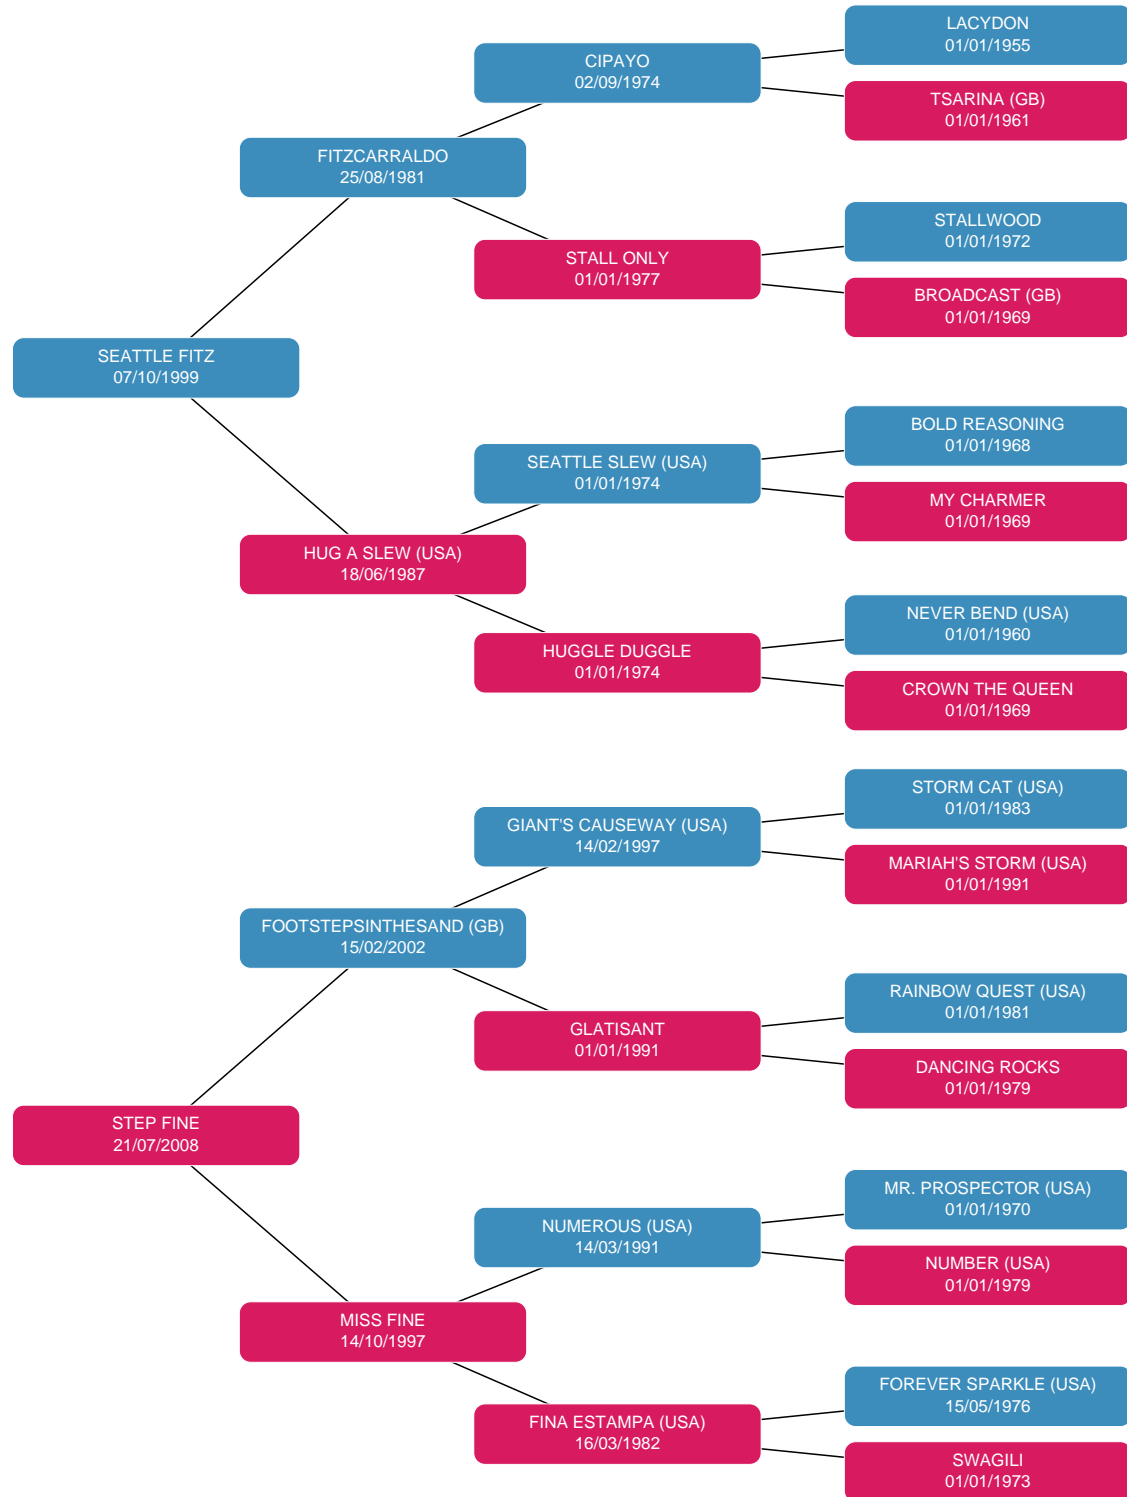 LACYDON
01/01/1955
CIPAYO
02/09/1974
TSARINA (GB)
01/01/1961
FITZCARRALDO
25/08/1981
STALLWOOD
01/01/1972
STALL ONLY
01/01/1977
BROADCAST (GB)
01/01/1969
SEATTLE FITZ
07/10/1999
BOLD REASONING
01/01/1968
SEATTLE SLEW (USA)
01/01/1974
MY CHARMER
01/01/1969
HUG A SLEW (USA)
18/06/1987
NEVER BEND (USA)
01/01/1960
HUGGLE DUGGLE
01/01/1974
CROWN THE QUEEN
01/01/1969
STORM CAT (USA)
01/01/1983
GIANT'S CAUSEWAY (USA)
14/02/1997
MARIAH'S STORM (USA)
01/01/1991
FOOTSTEPSINTHESAND (GB)
15/02/2002
RAINBOW QUEST (USA)
01/01/1981
GLATISANT
01/01/1991
DANCING ROCKS
01/01/1979
STEP FINE
21/07/2008
MR. PROSPECTOR (USA)
01/01/1970
NUMEROUS (USA)
14/03/1991
NUMBER (USA)
01/01/1979
MISS FINE
14/10/1997
FOREVER SPARKLE (USA)
15/05/1976
FINA ESTAMPA (USA)
16/03/1982
SWAGILI
01/01/1973